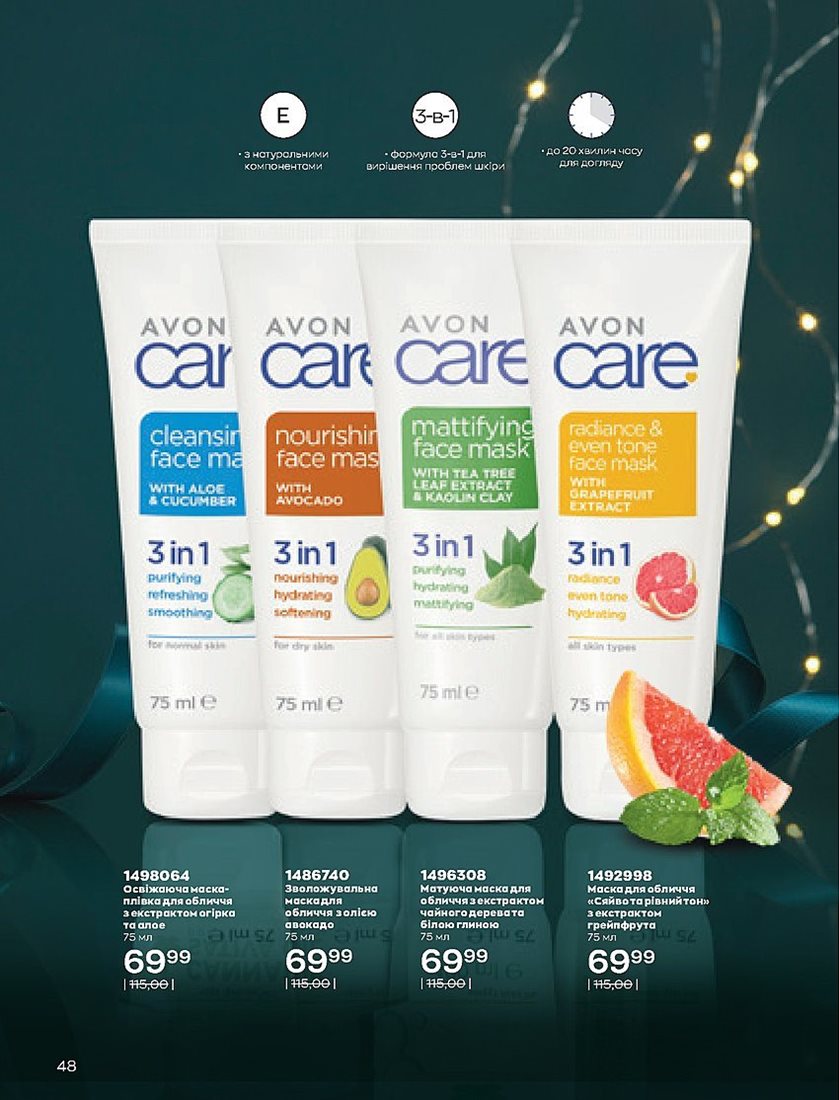 E
3-в-1
• з натуральними
компонентами
• формула 3-в-1 для
вирішення проблем шкіри
• до 20 хвилин часу
для догляду
AVON
car
cleansin
face ma
WITH ALOE
& CUCUMBER
3 in 1
purifying
refreshing
smoothing
for normal skin
75 ml e
AVON
care
nourishin
face mas
WITH
AVOCADO
3 in 1
nourishing
hydrating
softening
for dry skin
75 ml e
AVON
care
mattifying
face mask
WITH TEA TREE
LEAF EXTRACT
& KAOLIN CLAY
3 in 1
purifying
hydrating
mattifying
for all skin types
75 ml e
AVON
care
radiance &
even tone
face mask
WITH
GRAPEFRUIT
EXTRACT
3 in 1
radiance
even tone
hydrating
all skin types
75 m
1498064
Освіжаюча маска-
плівка для обличчя
з екстрактом огірка
та алое
75 мл
6999
| 115,00 |
1486740
Зволожувальна
маска для
обличчя з олією
авокадо
75 мл
6999
| 115,00 |
1496308
Матуюча маска для
обличчя з екстрактом
чайного дерева та
білою глиною
75 мл
6999
| 115,00 |
1492998
Маска для обличчя
«Сяйво та рівний тон»
з екстрактом
грейпфрута
75 мл
6999
| 115,00 |
48